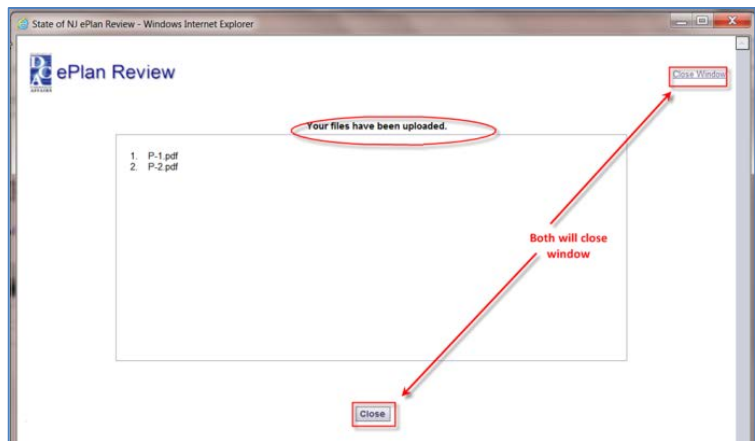 State of NJ ePlan Review - Windows Internet Explorer
ePlan Review
Close Window
Your files have been uploaded.
1. P-1.pdf
2. P-2.pdf
Both will close
window
Close